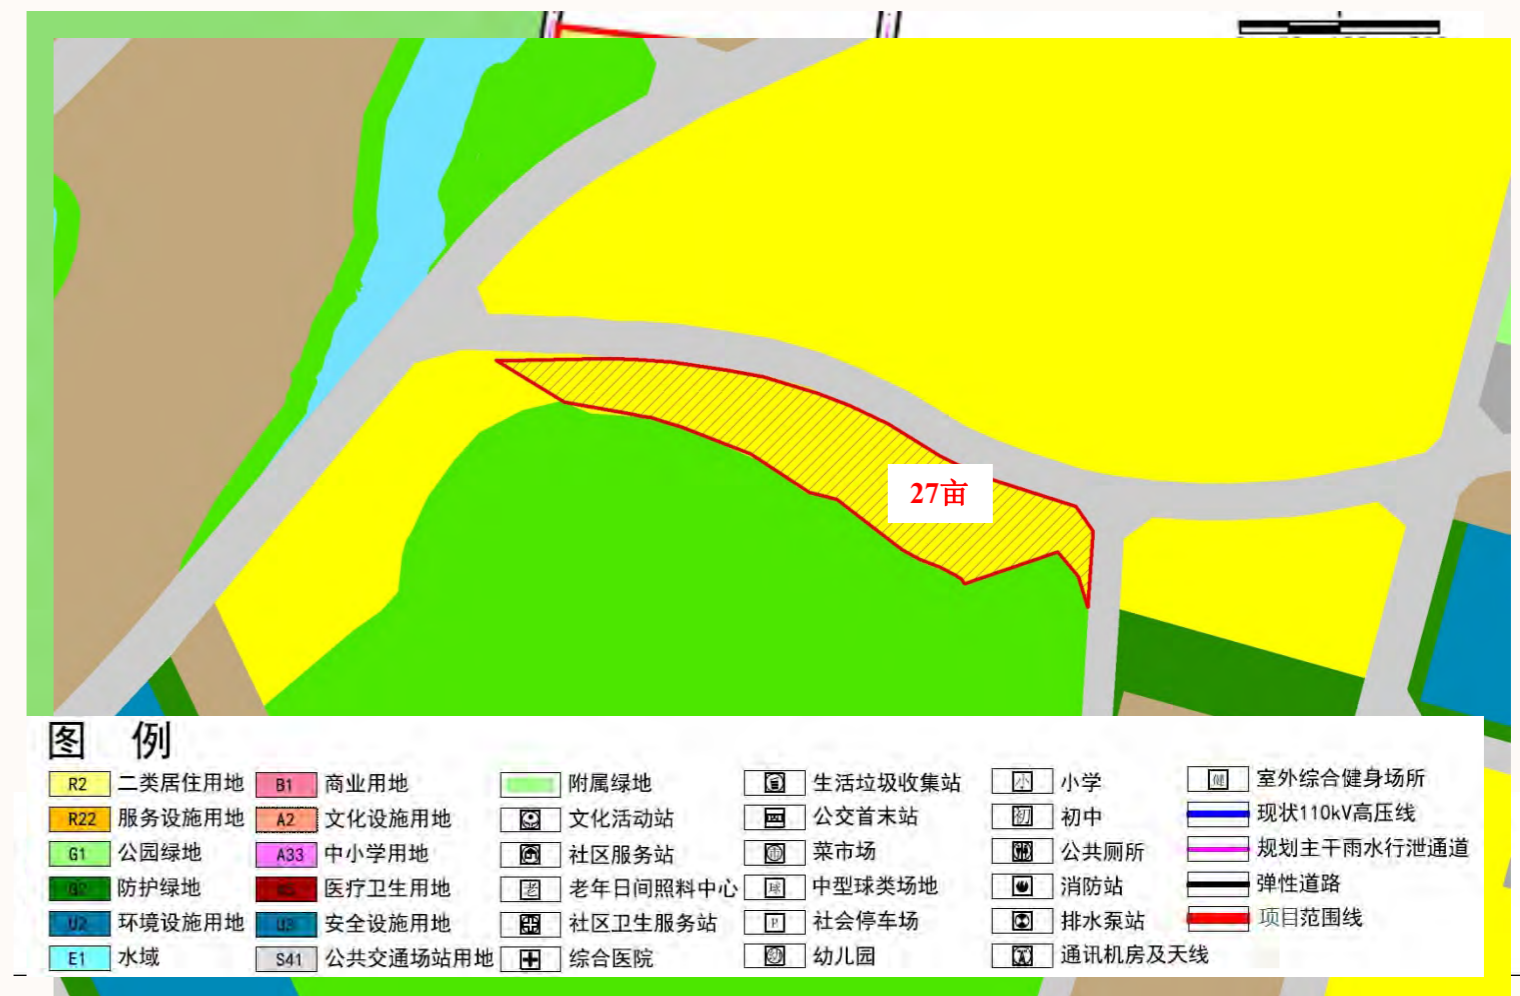 27亩
图 例
R2 二类居住用地 B1 商业用地 附属绿地 生活垃圾收集站 小 小学 健 室外综合健身场所
R22 服务设施用地 A2 文化设施用地 文化活动站 公交首末站 初 初中 现状110kV高压线
G1 公园绿地 A33 中小学用地 社区服务站 菜市场 公共厕所 规划主干雨水行泄通道
G2 防护绿地 医疗卫生用地 老 老年日间照料中心 球 中型球类场地 消防站 弹性道路
U2 环境设施用地 U3 安全设施用地 社区卫生服务站 P 社会停车场 排水泵站 项目范围线
E1 水域 S41 公共交通场站用地 综合医院 幼儿园 通讯机房及天线